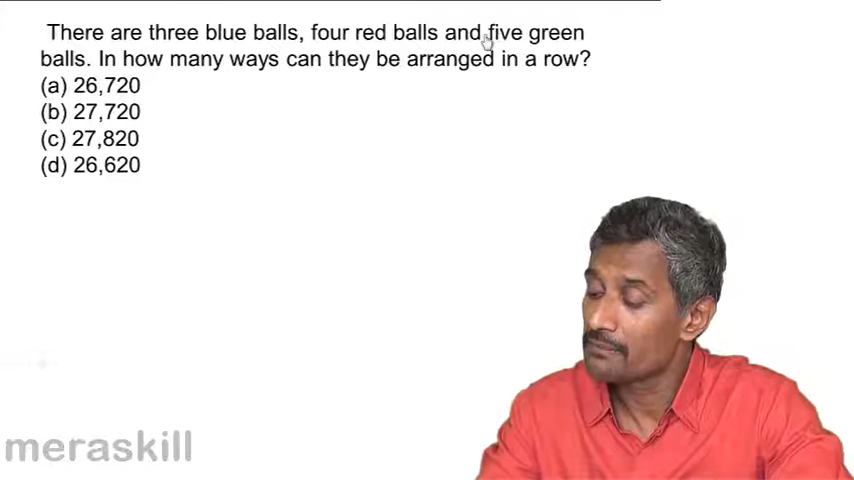 There are three blue balls, four red balls and five green
balls. In how many ways can they be arranged in a row?
(a) 26,720
(b) 27,720
(c) 27,820
(d) 26,620
meraskill